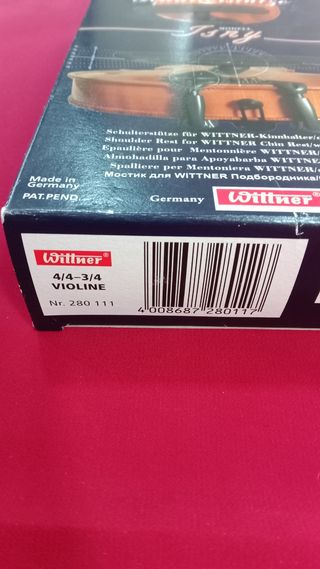 MODELL
Isny
Schulterstütze für WITTNER-Kinnhalter/
Shoulder Rest for WITTNER Chin Rest/
Epaulière pour Mentonnière WITTNER/
Almohadilla para Apoyabarba WITTNER/
Spalliera per Mentoniera WITTNER/
Мостик для WITTNER Подбородника/
Made in
Germany
PAT.PEND.
Germany
Wittner®
Wittner®
4/4–3/4
VIOLINE
Nr. 280 111
4 008687 280117